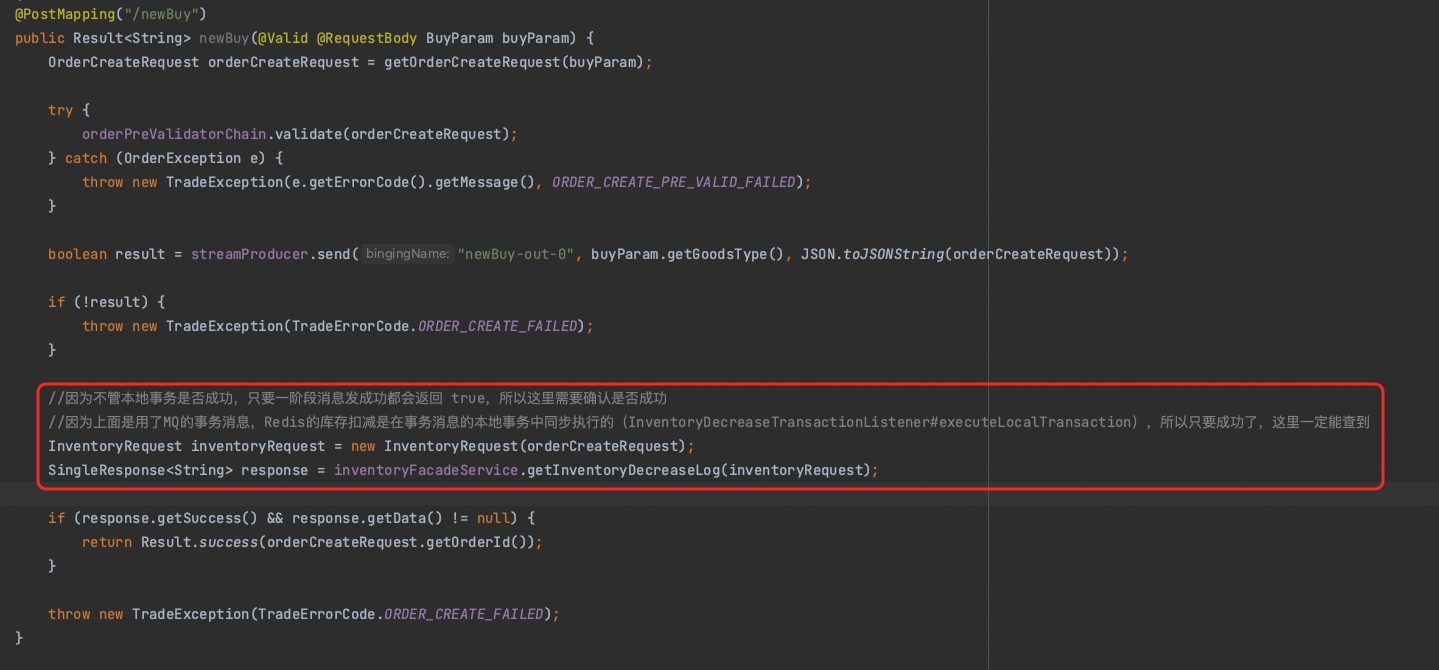 @PostMapping("/newBuy")
public Result<String> newBuy(@Valid @RequestBody BuyParam buyParam) {
OrderCreateRequest orderCreateRequest = getOrderCreateRequest(buyParam);
try {
orderPreValidatorChain.validate(orderCreateRequest);
} catch (OrderException e) {
throw new TradeException(e.getErrorCode().getMessage(), ORDER_CREATE_PRE_VALID_FAILED);
}
boolean result = streamProducer.send( bingingName: "newBuy-out-0", buyParam.getGoodsType(), JSON.toJSONString(orderCreateRequest));
if (!result) {
throw new TradeException(TradeErrorCode.ORDER_CREATE_FAILED);
}
//因为不管本地事务是否成功，只要一阶段消息发成功都会返回 true，所以这里需要确认是否成功
//因为上面是用了MQ的事务消息，Redis的库存扣减是在事务消息的本地事务中同步执行的（InventoryDecreaseTransactionListener#executeLocalTransaction），所以只要成功了，这里一定能查到
InventoryRequest inventoryRequest = new InventoryRequest(orderCreateRequest);
SingleResponse<String> response = inventoryFacadeService.getInventoryDecreaseLog(inventoryRequest);
if (response.getSuccess() && response.getData() != null) {
return Result.success(orderCreateRequest.getOrderId());
}
throw new TradeException(TradeErrorCode.ORDER_CREATE_FAILED);
}